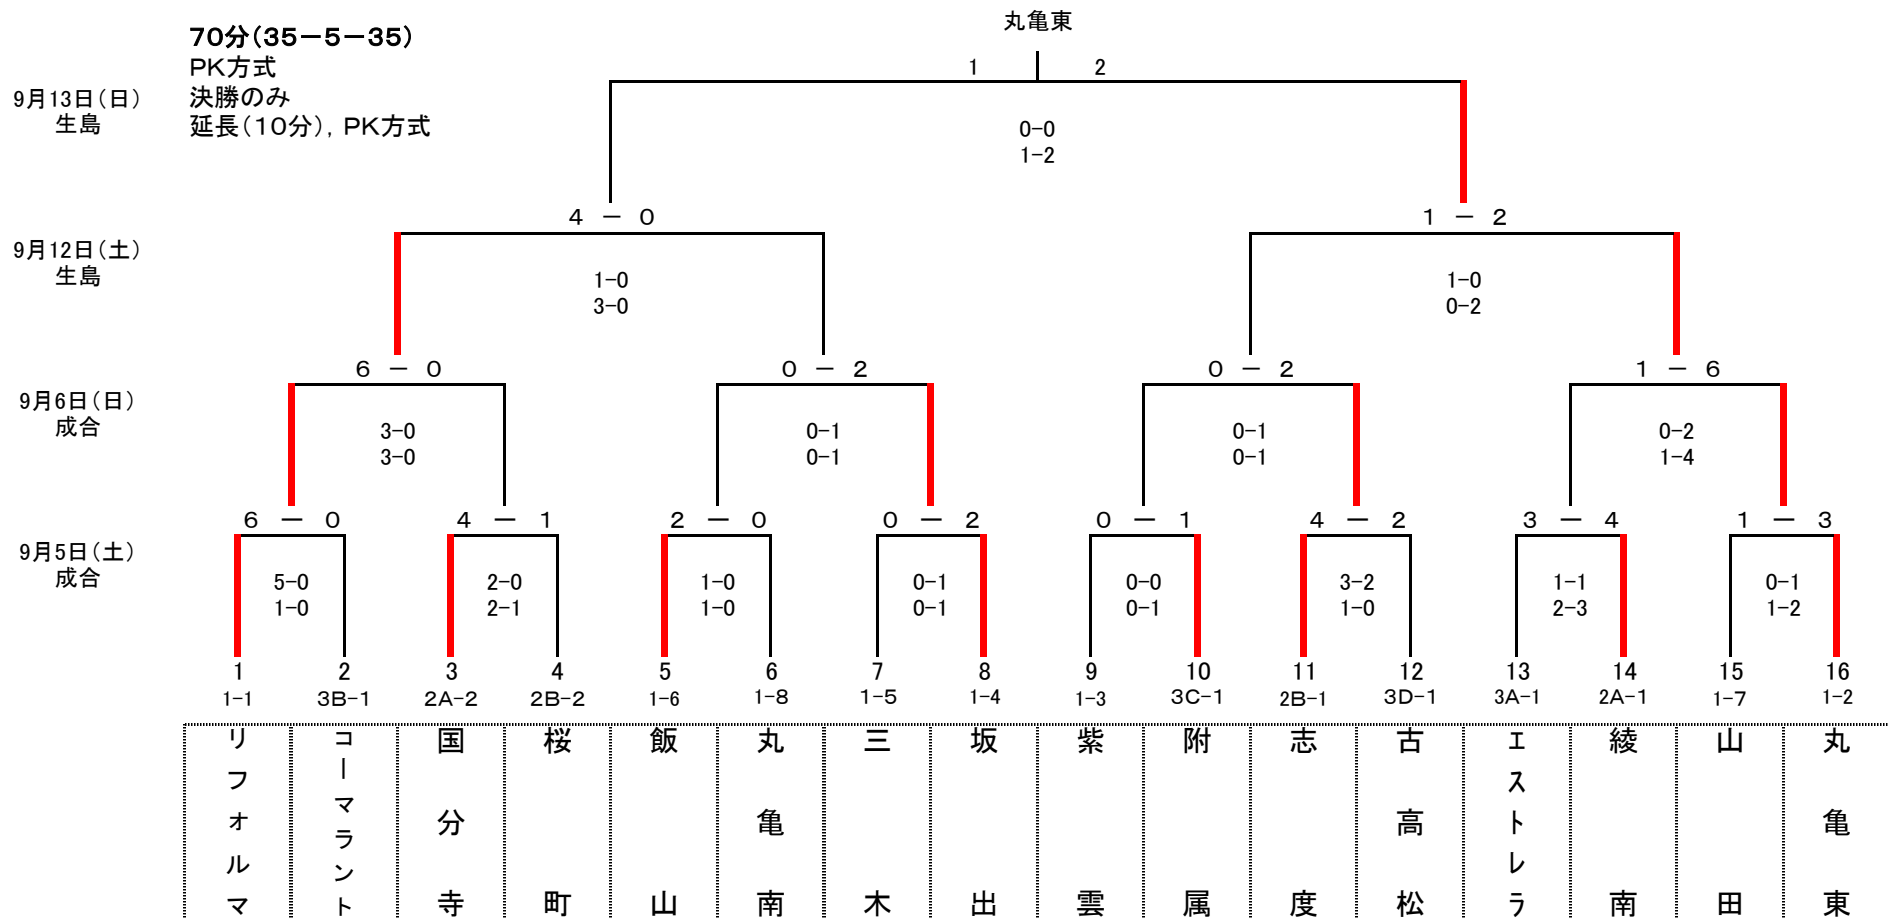 丸亀東
70分(35－5－35)
PK方式
決勝のみ
延長(10分), PK方式
1 2
9月13日(日)
生島
0-0
1-2
4 － 0 1 － 2
9月12日(土)
生島
1-0 1-0
3-0 0-2
6 － 0 0 － 2 0 － 2 1 － 6
9月6日(日)
成合
3-0 0-1 0-1 0-2
3-0 0-1 0-1 1-4
6 － 0 4 － 1 2 － 0 0 － 2 0 － 1 4 － 2 3 － 4 1 － 3
9月5日(土)
成合
5-0 2-0 1-0 0-1 0-0 3-2 1-1 0-1
1-0 2-1 1-0 0-1 0-1 1-0 2-3 1-2
1 2 3 4 5 6 7 8 9 10 11 12 13 14 15 16
1-1 3B-1 2A-2 2B-2 1-6 1-8 1-5 1-4 1-3 3C-1 2B-1 3D-1 3A-1 2A-1 1-7 1-2
リフォルマ
コーマラント
国分寺
桜町
飯山
丸亀南
三木
坂出
紫雲
附属
志度
古高松
エストレラ
綾南
山田
丸亀東